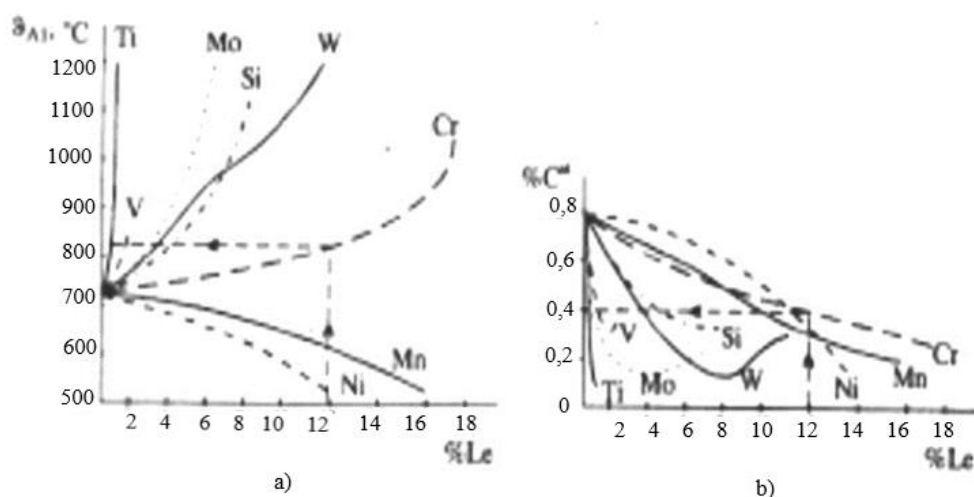 ϑA1, °C
Ti
Mo
W
Si
Cr
V
Mn
Ni
1200
1100
1000
900
800
700
600
500
2 4 6 8 10 12 14 16 18
%Le
a)
%Cᵉᵘᵗ
0,8
0,6
0,4
0,2
0
V
Si
Ti
Mo
W
Ni
Mn
Cr
2 4 6 8 10 12 14 16 18
%Le
b)